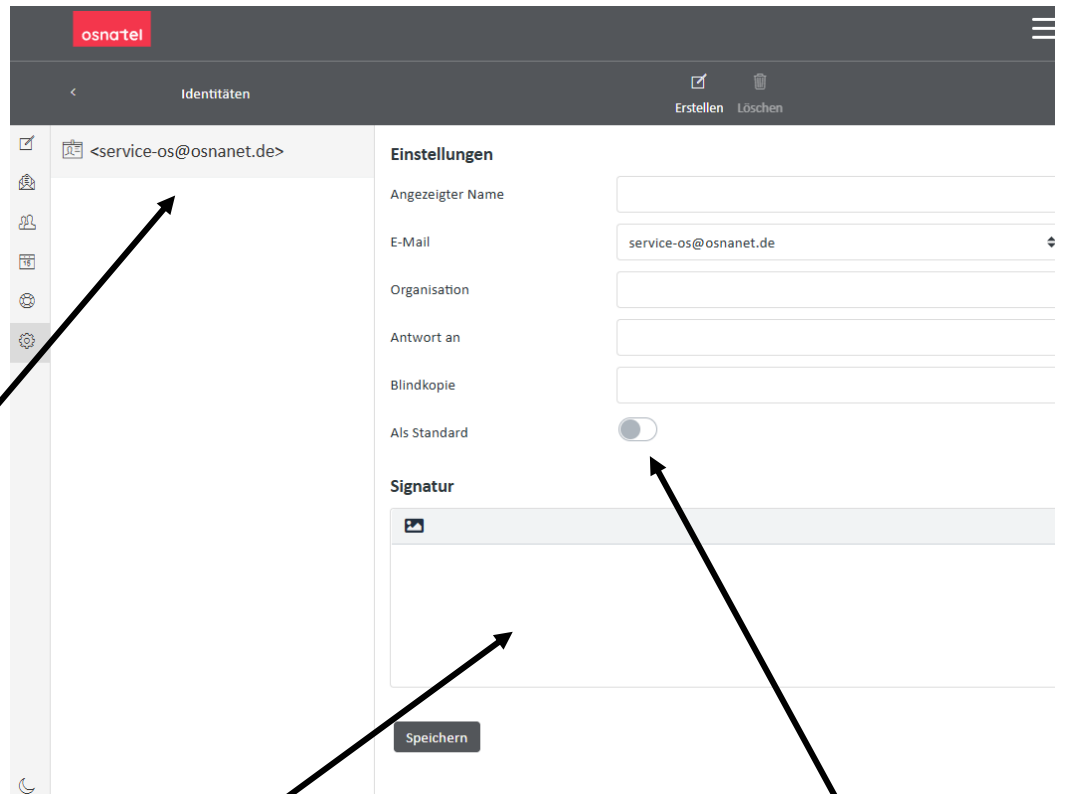 osnatel
Identitäten
Erstellen Löschen
<service-os@osnanet.de>
Einstellungen
Angezeigter Name
E-Mail service-os@osnanet.de
Organisation
Antwort an
Blindkopie
Als Standard
Signatur
Speichern